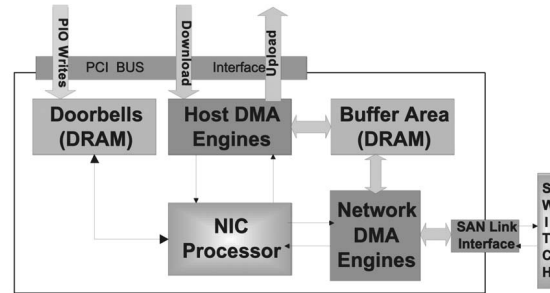 PIO Writes
Download
Upload
PCI BUS
Interface
Doorbells
(DRAM)
Host DMA
Engines
Buffer Area
(DRAM)
NIC
Processor
Network
DMA
Engines
SAN Link
Interface
SWITCH